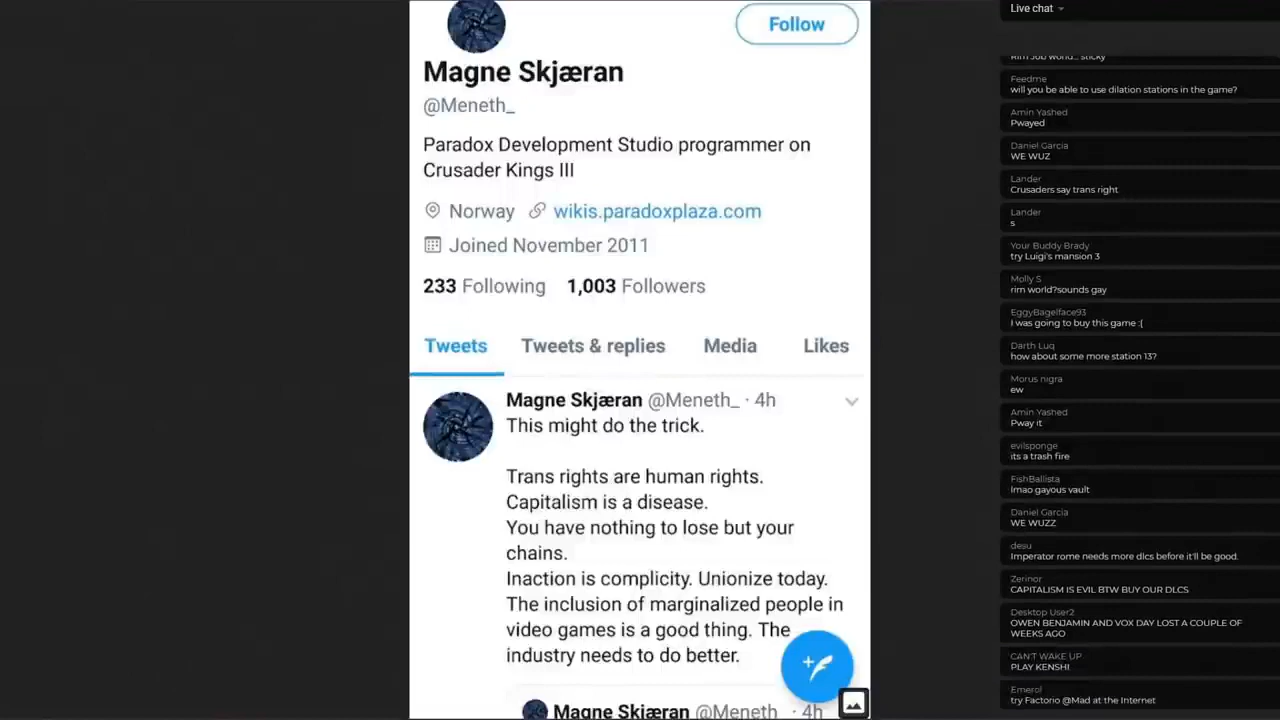 Follow
Magne Skjæran
@Meneth_
Paradox Development Studio programmer on
Crusader Kings III
Norway wikis.paradoxplaza.com
Joined November 2011
233 Following 1,003 Followers
Tweets Tweets & replies Media Likes
Magne Skjæran @Meneth_ · 4h
This might do the trick.
Trans rights are human rights.
Capitalism is a disease.
You have nothing to lose but your
chains.
Inaction is complicity. Unionize today.
The inclusion of marginalized people in
video games is a good thing. The
industry needs to do better.
Magne Skjæran @Meneth_ · 4h
Live chat
Rim Job world... sticky
Feedme
will you be able to use dilation stations in the game?
Amin Yashed
Pwayed
Daniel Garcia
WE WUZ
Lander
Crusaders say trans right
Lander
s
Your Buddy Brady
try Luigi's mansion 3
Molly S
rim world?sounds gay
EggyBagelface93
I was going to buy this game :[
Darth Luq
how about some more station 13?
Morus nigra
ew
Amin Yashed
Pway it
evilsponge
its a trash fire
FishBallista
lmao gayous vault
Daniel Garcia
WE WUZZ
desu
Imperator rome needs more dlcs before it'll be good.
Zerinor
CAPITALISM IS EVIL BTW BUY OUR DLCS
Desktop User2
OWEN BENJAMIN AND VOX DAY LOST A COUPLE OF
WEEKS AGO
CAN'T WAKE UP
PLAY KENSHI
Emerol
try Factorio @Mad at the Internet